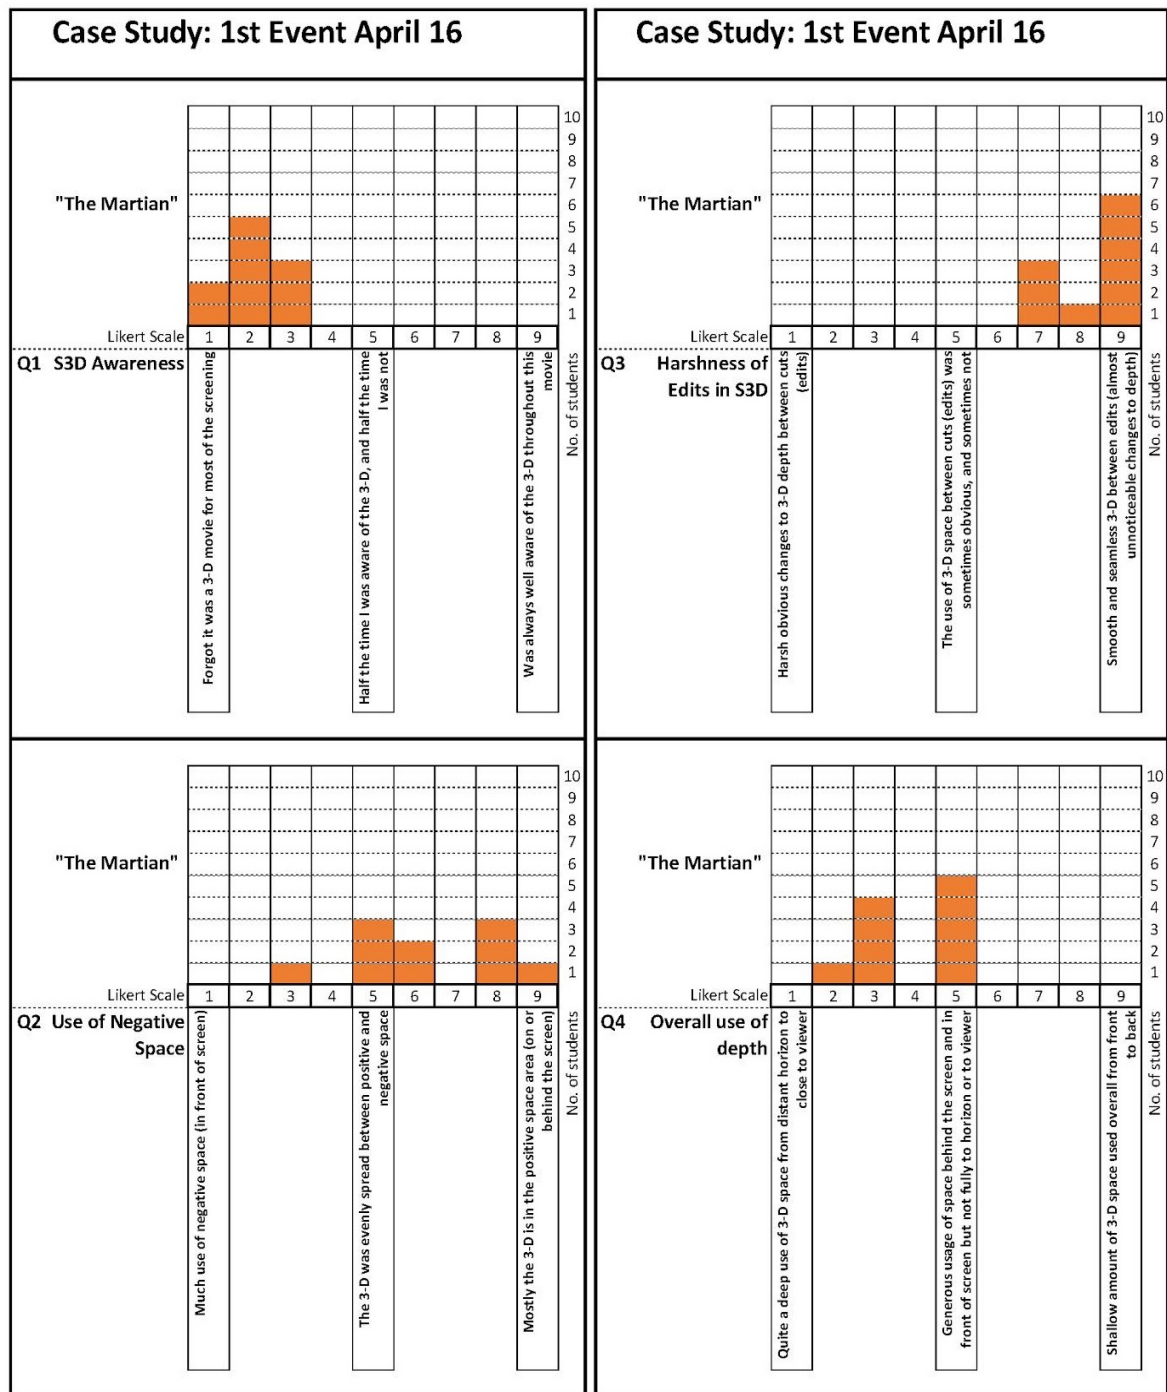 Case Study: 1st Event April 16
"The Martian"
10
9
8
7
6
5
4
3
2
1
Likert Scale 1 2 3 4 5 6 7 8 9
Q1 S3D Awareness
Forgot it was a 3-D movie for most of the screening
Half the time I was aware of the 3-D, and half the time
I was not
Was always well aware of the 3-D throughout this
movie
No. of students
"The Martian"
10
9
8
7
6
5
4
3
2
1
Likert Scale 1 2 3 4 5 6 7 8 9
Q2 Use of Negative
Space
Much use of negative space (in front of screen)
The 3-D was evenly spread between positive and
negative space
Mostly the 3-D is in the positive space area (on or
behind the screen)
No. of students
Case Study: 1st Event April 16
"The Martian"
10
9
8
7
6
5
4
3
2
1
Likert Scale 1 2 3 4 5 6 7 8 9
Q3 Harshness of
Edits in S3D
Harsh obvious changes to 3-D depth between cuts
(edits)
The use of 3-D space between cuts (edits) was
sometimes obvious, and sometimes not
Smooth and seamless 3-D between edits (almost
unnoticeable changes to depth)
No. of students
"The Martian"
10
9
8
7
6
5
4
3
2
1
Likert Scale 1 2 3 4 5 6 7 8 9
Q4 Overall use of
depth
Quite a deep use of 3-D space from distant horizon to
close to viewer
Generous usage of space behind the screen and in
front of screen but not fully to horizon or to viewer
Shallow amount of 3-D space used overall from front
to back
No. of students